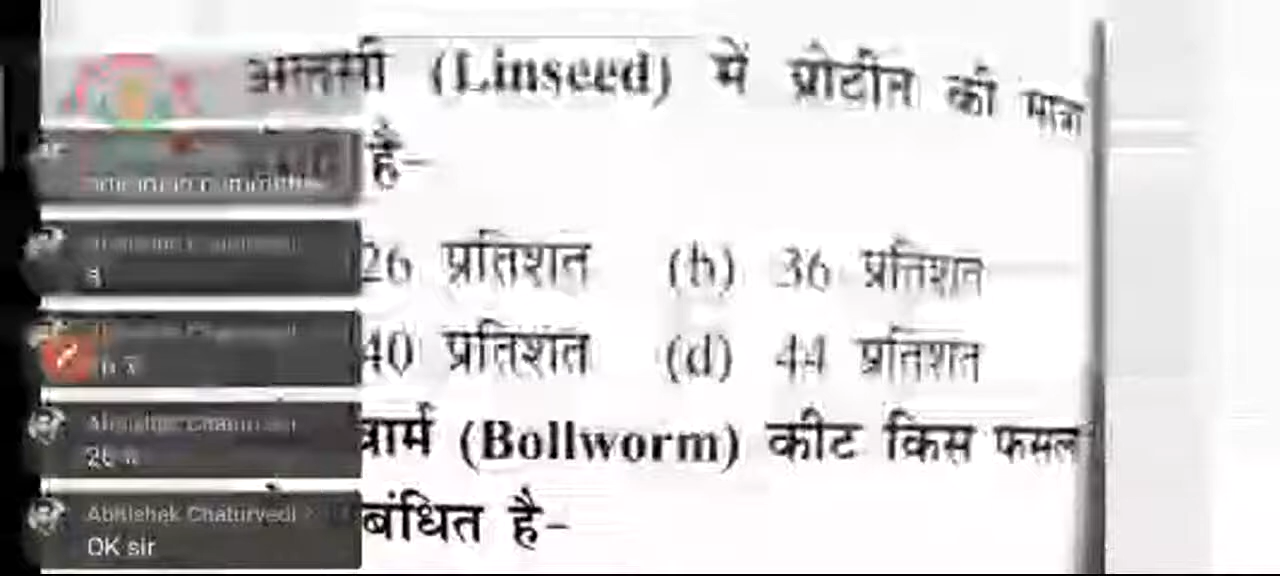 अलसी (Linseed) में प्रोटीन की मात्रा
है-
26 प्रतिशत (b) 36 प्रतिशत
40 प्रतिशत (d) 44 प्रतिशत
वार्म (Bollworm) कीट किस फसल
बंधित है-
Abhishek Chaturvedi
OK sir